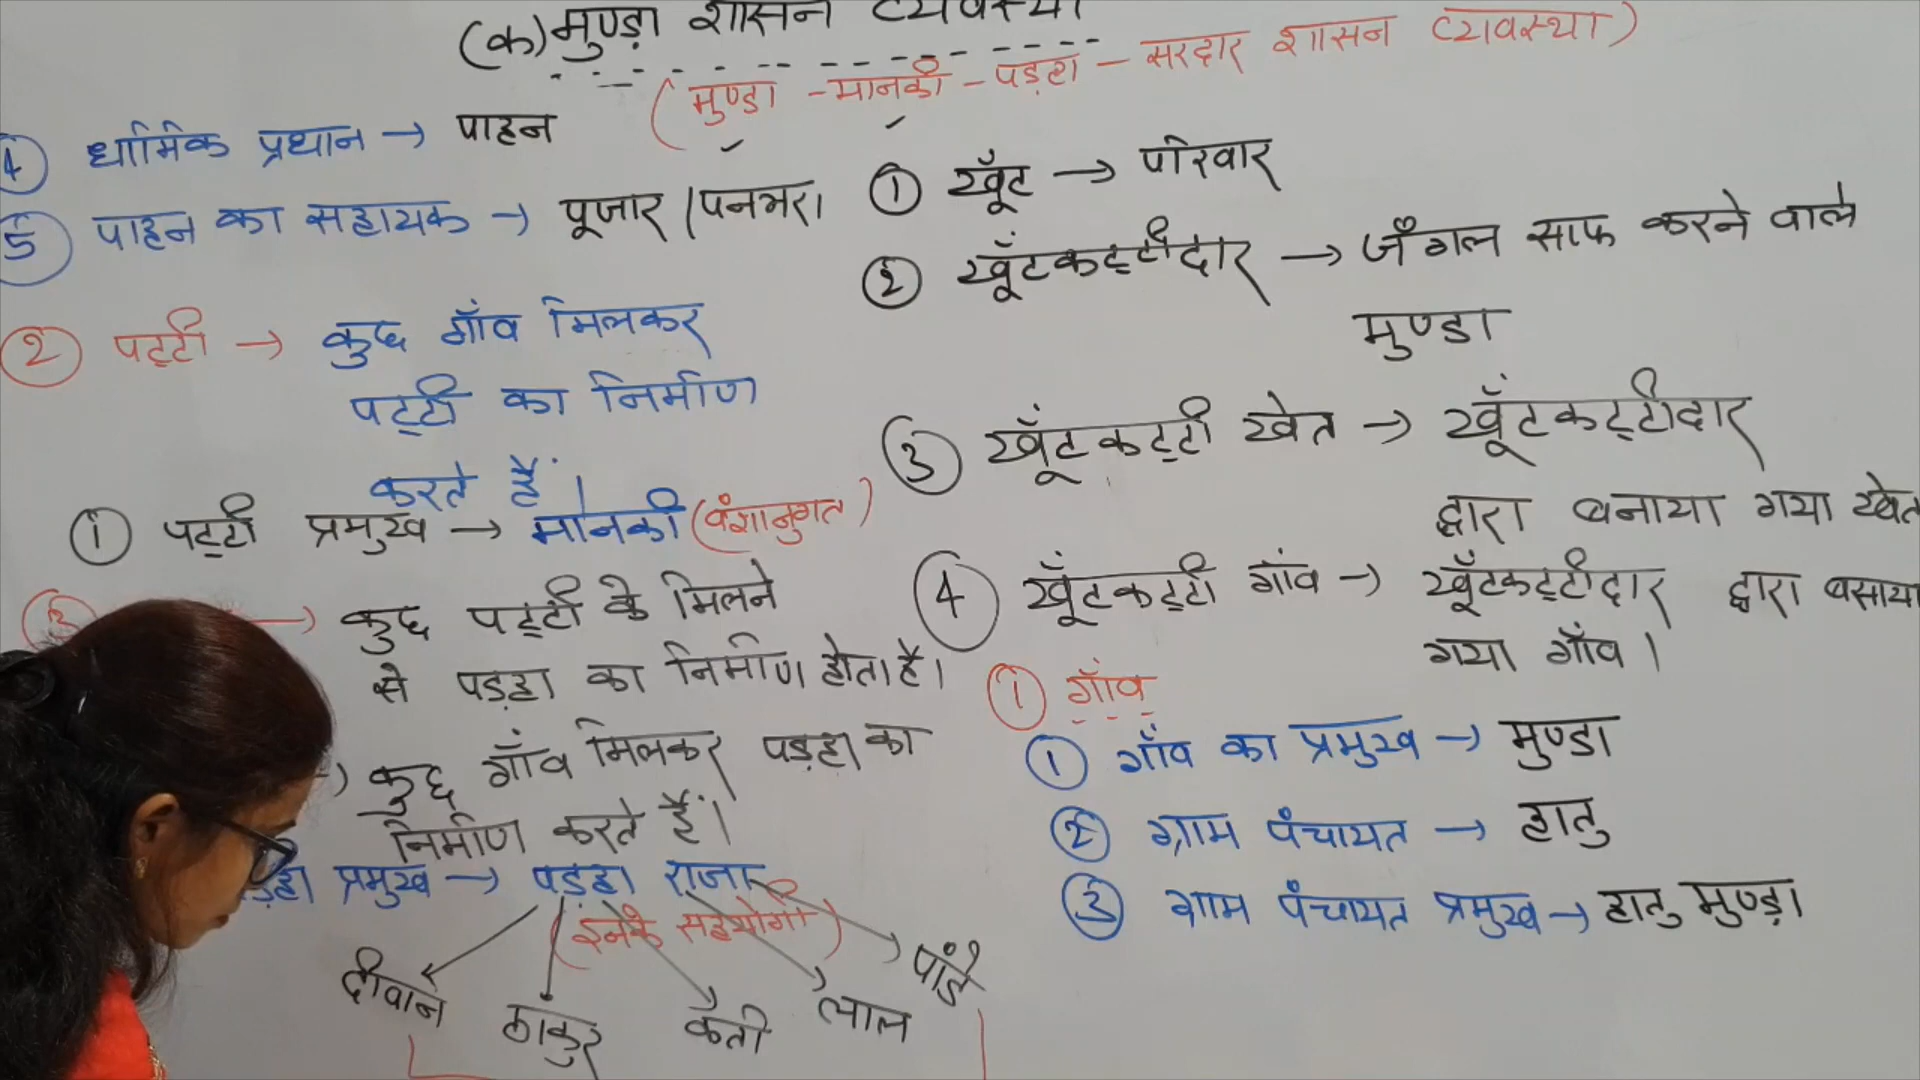 (क) मुण्डा शासन व्यवस्था
(मुण्डा - मानकी - पड़हा - सरदार शासन व्यवस्था)
4 धार्मिक प्रधान → पाहन
5 पाहन का सहायक → पूजार / पनभरा
2 पट्टी → कुछ गाँव मिलकर
पट्टी का निर्माण
करते हैं।
1 पट्टी प्रमुख → मानकी (वंशानुगत)
3 → कुछ पट्टी के मिलने
से पड़हा का निर्माण होता है।
→ कुछ गाँव मिलकर पड़हा का
निर्माण करते हैं।
पड़हा प्रमुख → पड़हा राजा
(इनके सहयोगी)
दीवान ठाकुर कैती लाल पांडे
1 खूँट → परिवार
2 खूँटकट्टीदार → जँगल साफ करने वाले
मुण्डा
3 खूँटकट्टी खेत → खूँटकट्टीदार
द्वारा बनाया गया खेत
4 खूँटकट्टी गाँव → खूँटकट्टीदार द्वारा बसाया
गया गाँव।
1 गाँव
1 गाँव का प्रमुख → मुण्डा
2 ग्राम पंचायत → हातु
3 ग्राम पंचायत प्रमुख → हातु मुण्डा